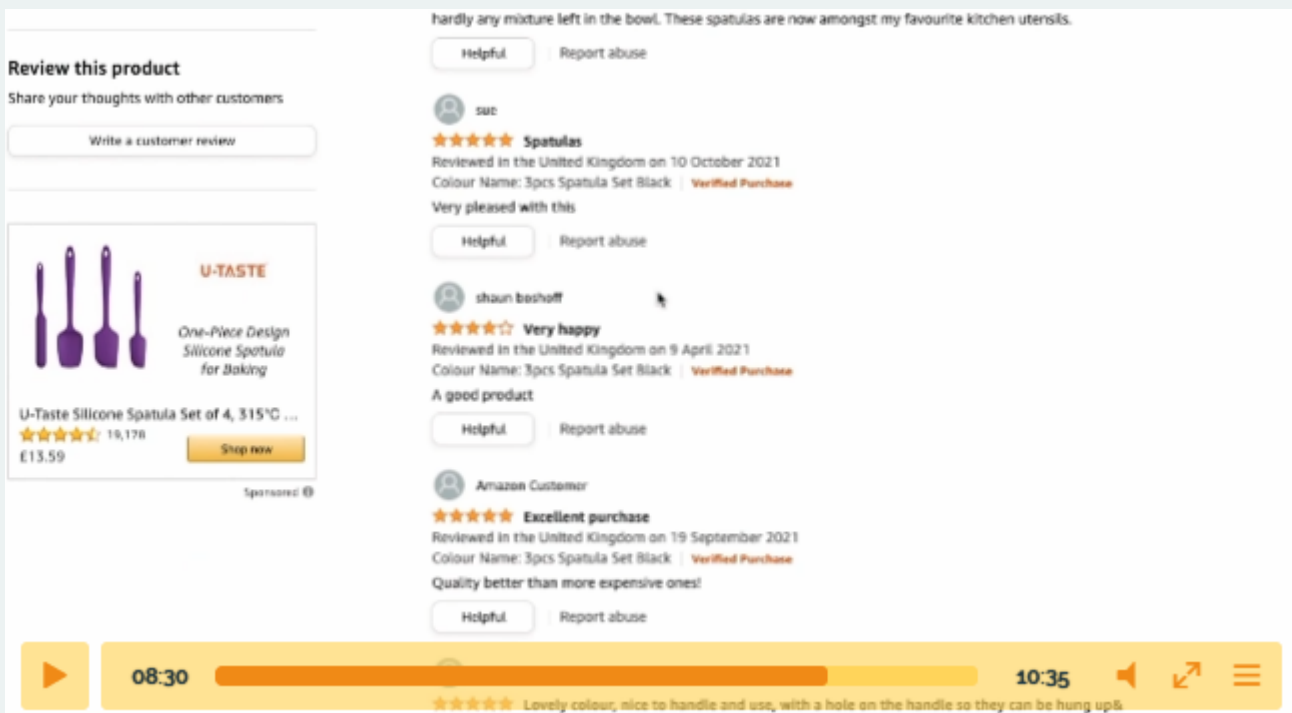 hardly any mixture left in the bowl. These spatulas are now amongst my favourite kitchen utensils.
Helpful
Report abuse
Review this product
Share your thoughts with other customers
Write a customer review
U-TASTE
One-Piece Design
Silicone Spatula
for Baking
U-Taste Silicone Spatula Set of 4, 315°C ...
19,178
£13.59
Shop now
Sponsored
sue
Spatulas
Reviewed in the United Kingdom on 10 October 2021
Colour Name: 3pcs Spatula Set Black | Verified Purchase
Very pleased with this
Helpful
Report abuse
shaun boshoff
Very happy
Reviewed in the United Kingdom on 9 April 2021
Colour Name: 3pcs Spatula Set Black | Verified Purchase
A good product
Helpful
Report abuse
Amazon Customer
Excellent purchase
Reviewed in the United Kingdom on 19 September 2021
Colour Name: 3pcs Spatula Set Black | Verified Purchase
Quality better than more expensive ones!
Helpful
Report abuse
08:30
10:35
Lovely colour, nice to handle and use, with a hole on the handle so they can be hung up&